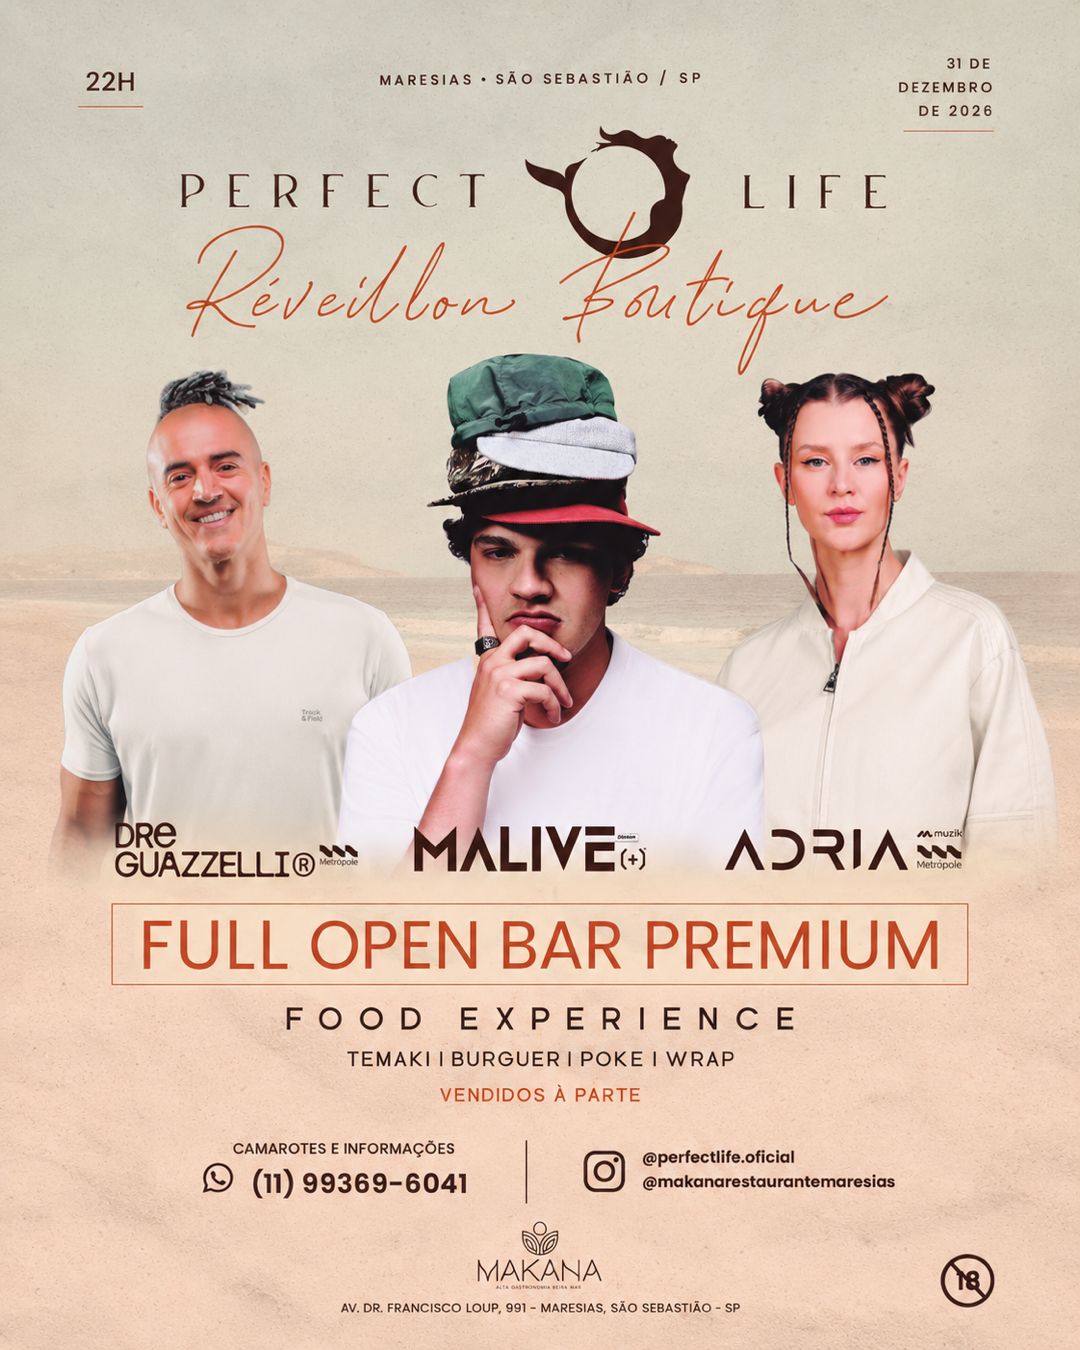 22H
MARESIAS • SÃO SEBASTIÃO / SP
31 DE
DEZEMBRO
DE 2026
PERFECT LIFE
Réveillon Boutique
Track
& Field
DRE
GUAZZELLI®
Metrópole
MALIVE
(+)
ADRIA
muzik
Metrópole
FULL OPEN BAR PREMIUM
FOOD EXPERIENCE
TEMAKI | BURGUER | POKE | WRAP
VENDIDOS À PARTE
CAMAROTES E INFORMAÇÕES
(11) 99369-6041
@perfectlife.oficial
@makanarestaurantemaresias
MAKANA
ALTA GASTRONOMIA BEIRA MAR
AV. DR. FRANCISCO LOUP, 991 - MARESIAS, SÃO SEBASTIÃO - SP
18